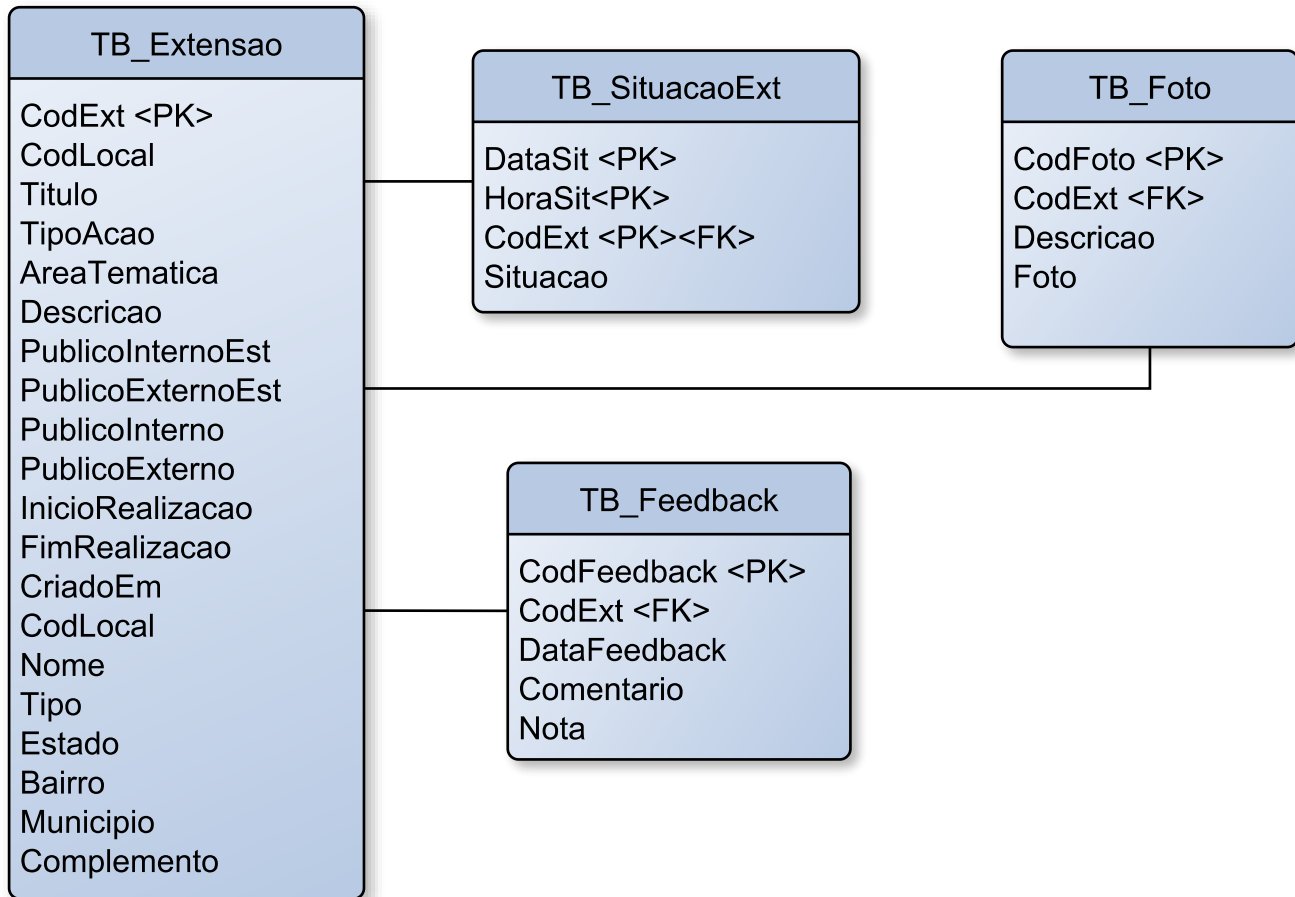 TB_Extensao
CodExt <PK>
CodLocal
Titulo
TipoAcao
AreaTematica
Descricao
PublicoInternoEst
PublicoExternoEst
PublicoInterno
PublicoExterno
InicioRealizacao
FimRealizacao
CriadoEm
CodLocal
Nome
Tipo
Estado
Bairro
Municipio
Complemento
TB_SituacaoExt
DataSit <PK>
HoraSit<PK>
CodExt <PK><FK>
Situacao
TB_Foto
CodFoto <PK>
CodExt <FK>
Descricao
Foto
TB_Feedback
CodFeedback <PK>
CodExt <FK>
DataFeedback
Comentario
Nota